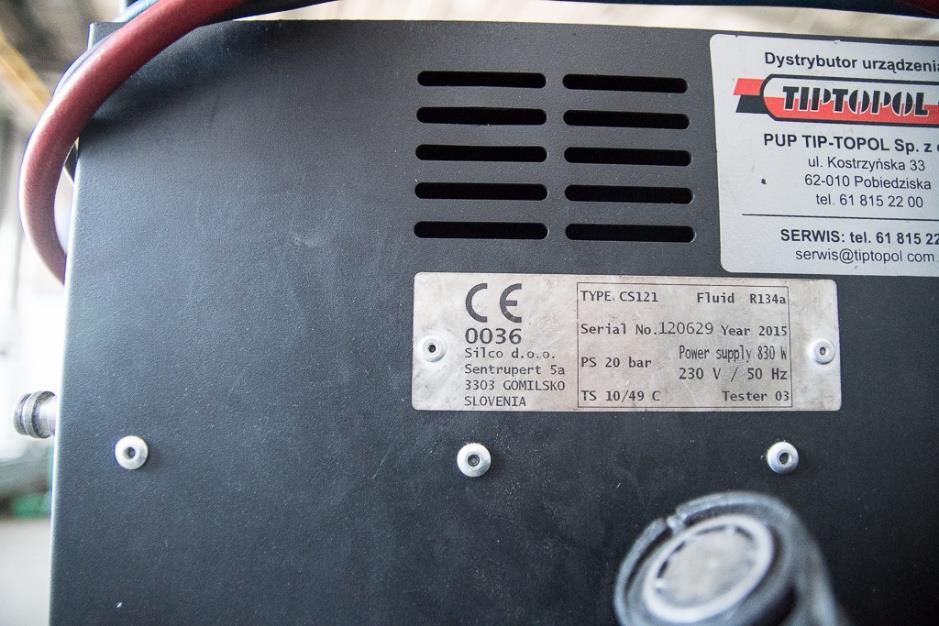 Dystrybutor urządzenia
TIPTOPOL
PUP TIP-TOPOL Sp. z o
ul. Kostrzyńska 33
62-010 Pobiedziska
tel. 61 815 22 00
SERWIS: tel. 61 815 22
serwis@tiptopol.com
CE
0036
Silco d.o.o.
Sentrupert 5a
3303 GOMILSKO
SLOVENIA
TYPE CS121 Fluid R134a
Serial No. 120629 Year 2015
PS 20 bar Power supply 830 W
230 V / 50 Hz
TS 10/49 C Tester 03